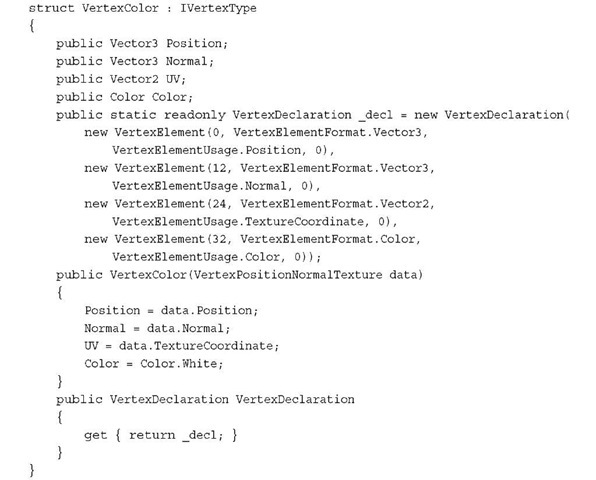 struct VertexColor : IVertexType
{
public Vector3 Position;
public Vector3 Normal;
public Vector2 UV;
public Color Color;
public static readonly VertexDeclaration _decl = new VertexDeclaration(
new VertexElement(0, VertexElementFormat.Vector3,
VertexElementUsage.Position, 0),
new VertexElement(12, VertexElementFormat.Vector3,
VertexElementUsage.Normal, 0),
new VertexElement(24, VertexElementFormat.Vector2,
VertexElementUsage.TextureCoordinate, 0),
new VertexElement(32, VertexElementFormat.Color,
VertexElementUsage.Color, 0));
public VertexColor(VertexPositionNormalTexture data)
{
Position = data.Position;
Normal = data.Normal;
UV = data.TextureCoordinate;
Color = Color.White;
}
public VertexDeclaration VertexDeclaration
{
get { return _decl; }
}
}